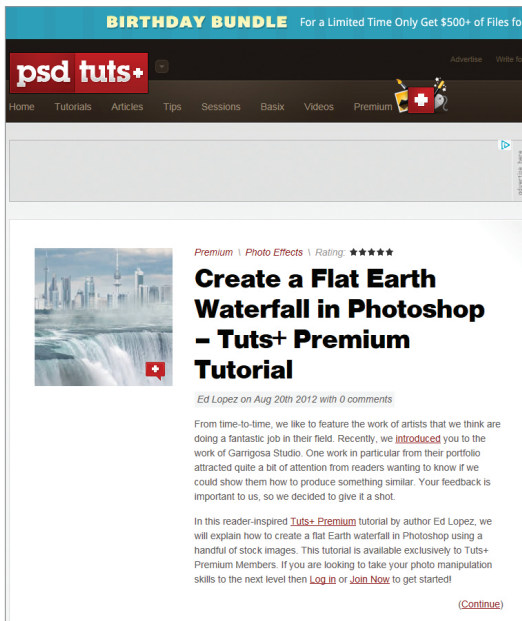 BIRTHDAY BUNDLE For a Limited Time Only Get $500+ of Files fo
psd tuts+
Advertise Write fo
Home Tutorials Articles Tips Sessions Basix Videos Premium
advertise here
Premium \ Photo Effects \ Rating: ★★★★★
Create a Flat Earth
Waterfall in Photoshop
– Tuts+ Premium
Tutorial
Ed Lopez on Aug 20th 2012 with 0 comments
From time-to-time, we like to feature the work of artists that we think are
doing a fantastic job in their field. Recently, we introduced you to the
work of Garrigosa Studio. One work in particular from their portfolio
attracted quite a bit of attention from readers wanting to know if we
could show them how to produce something similar. Your feedback is
important to us, so we decided to give it a shot.
In this reader-inspired Tuts+ Premium tutorial by author Ed Lopez, we
will explain how to create a flat Earth waterfall in Photoshop using a
handful of stock images. This tutorial is available exclusively to Tuts+
Premium Members. If you are looking to take your photo manipulation
skills to the next level then Log in or Join Now to get started!
(Continue)